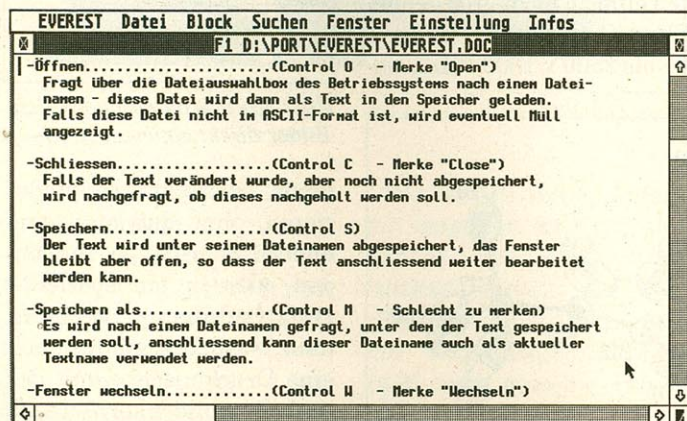 EVEREST Datei Block Suchen Fenster Einstellung Infos
F1 D:\PORT\EVEREST\EVEREST.DOC
-Öffnen.......................(Control O   - Merke "Open")
Fragt über die Dateiauswahlbox des Betriebssystems nach einem Datei-
namen - diese Datei wird dann als Text in den Speicher geladen.
Falls diese Datei nicht im ASCII-Format ist, wird eventuell Müll
angezeigt.
-Schliessen...................(Control C   - Merke "Close")
Falls der Text verändert wurde, aber noch nicht abgespeichert,
wird nachgefragt, ob dieses nachgeholt werden soll.
-Speichern....................(Control S)
Der Text wird unter seinem Dateinamen abgespeichert, das Fenster
bleibt aber offen, so dass der Text anschliessend weiter bearbeitet
werden kann.
-Speichern als................(Control M   - Schlecht zu merken)
Es wird nach einem Dateinamen gefragt, unter dem der Text gespeichert
werden soll, anschliessend kann dieser Dateiname auch als aktueller
Textname verwendet werden.
-Fenster wechseln.............(Control W   - Merke "Wechseln")